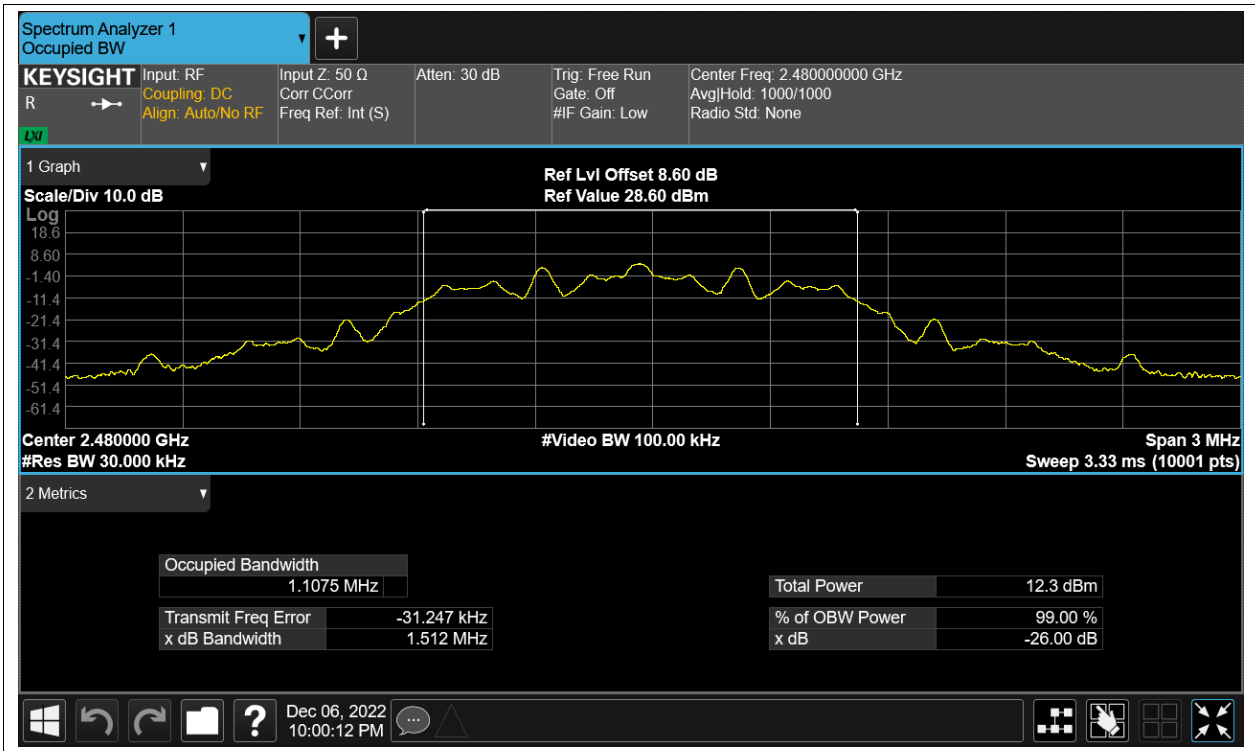 Spectrum Analyzer 1
Occupied BW
KEYSIGHT
R
LXI
Input: RF
Coupling: DC
Align: Auto/No RF
Input Z: 50 Ω
Corr CCorr
Freq Ref: Int (S)
Atten: 30 dB
Trig: Free Run
Gate: Off
#IF Gain: Low
Center Freq: 2.480000000 GHz
Avg|Hold: 1000/1000
Radio Std: None
1 Graph
Scale/Div 10.0 dB
Ref Lvl Offset 8.60 dB
Ref Value 28.60 dBm
Log
18.6
8.60
-1.40
-11.4
-21.4
-31.4
-41.4
-51.4
-61.4
Center 2.480000 GHz
#Res BW 30.000 kHz
#Video BW 100.00 kHz
Span 3 MHz
Sweep 3.33 ms (10001 pts)
2 Metrics
Occupied Bandwidth
1.1075 MHz
Transmit Freq Error -31.247 kHz
x dB Bandwidth 1.512 MHz
Total Power 12.3 dBm
% of OBW Power 99.00 %
x dB -26.00 dB
?
Dec 06, 2022
10:00:12 PM